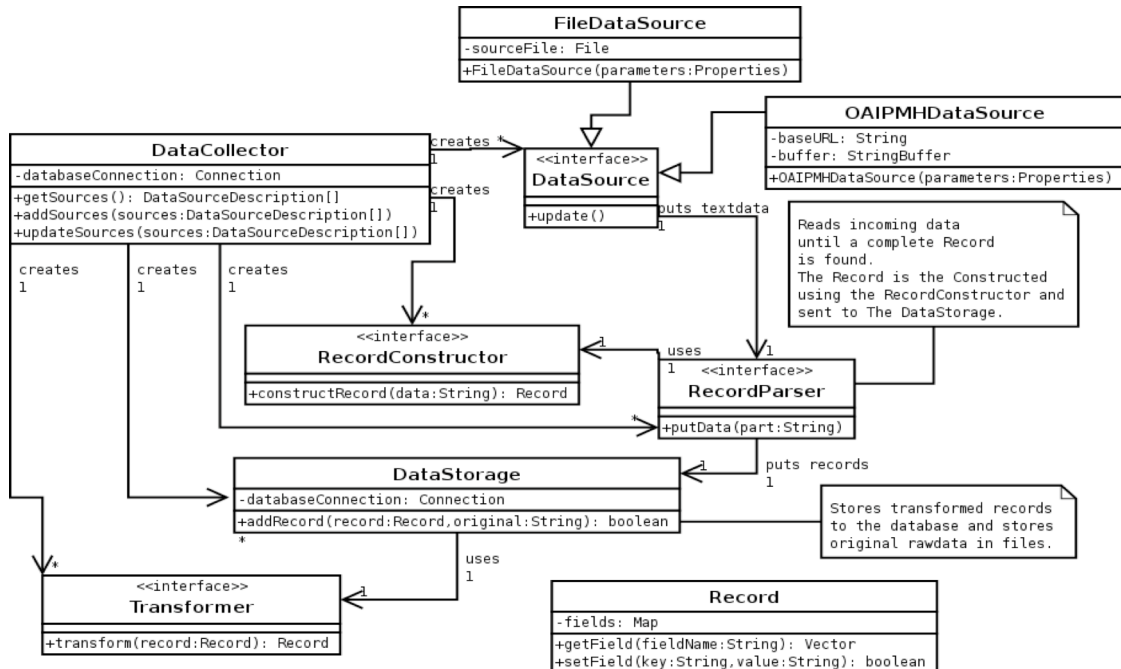 FileDataSource
-sourceFile: File
+FileDataSource(parameters:Properties)
OAIPMHDataSource
-baseURL: String
-buffer: StringBuffer
+OAIPMHDataSource(parameters:Properties)
DataCollector
-databaseConnection: Connection
+getSources(): DataSourceDescription[]
+addSources(sources:DataSourceDescription[])
+updateSources(sources:DataSourceDescription[])
creates
1
*
<<interface>>
DataSource
+update()
creates
1
*
puts textdata
1
1
Reads incoming data
until a complete Record
is found.
The Record is the Constructed
using the RecordConstructor and
sent to The DataStorage.
creates
1
creates
1
creates
1
<<interface>>
RecordConstructor
+constructRecord(data:String): Record
1
uses
1
<<interface>>
RecordParser
+putData(part:String)
*
DataStorage
-databaseConnection: Connection
+addRecord(record:Record,original:String): boolean
*
1
puts records
1
Stores transformed records
to the database and stores
original rawdata in files.
uses
1
1
*
<<interface>>
Transformer
+transform(record:Record): Record
Record
-fields: Map
+getField(fieldName:String): Vector
+setField(key:String,value:String): boolean